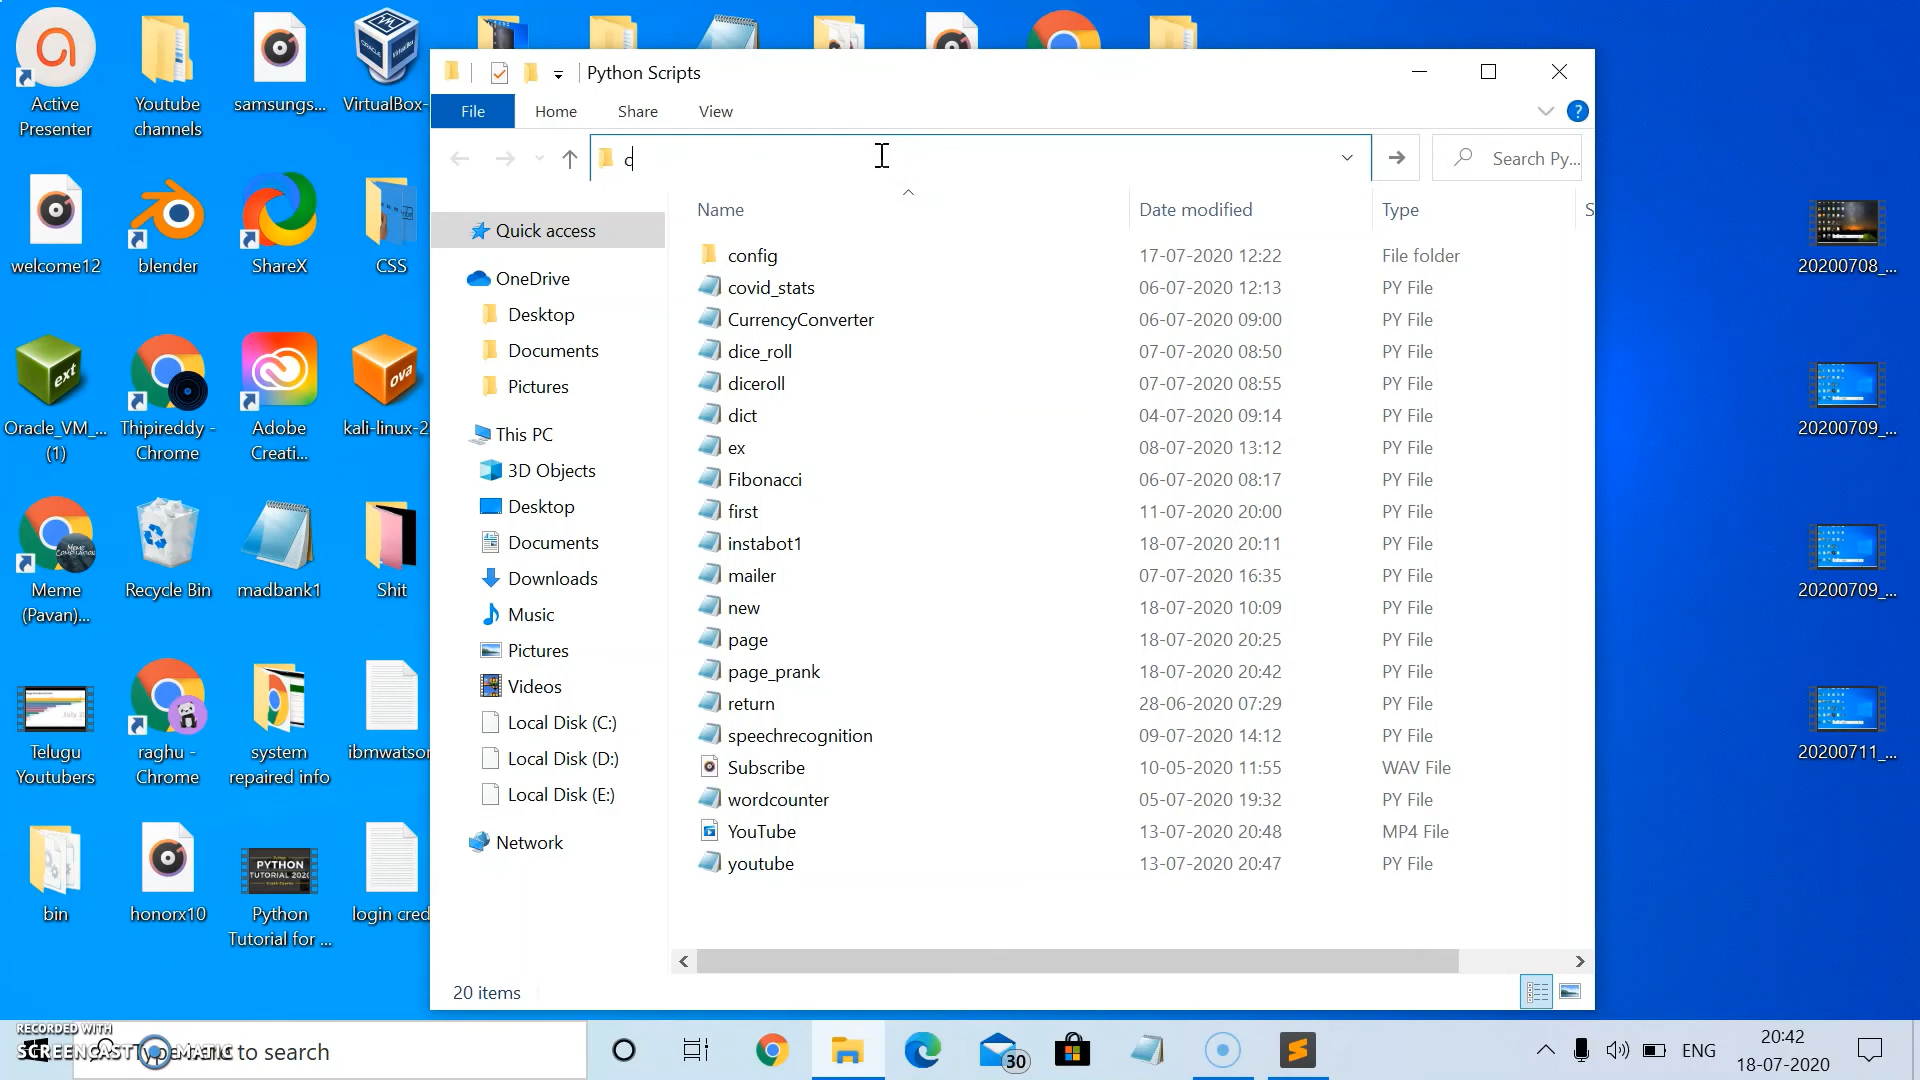 Active
Presenter
Youtube
channels
samsungs...
VirtualBox-
welcome12
blender
ShareX
CSS
Oracle_VM_...
(1)
Thipireddy -
Chrome
Adobe
Creati...
kali-linux-2
Meme
(Pavan)...
Recycle Bin
madbank1
Shit
Telugu
Youtubers
raghu -
Chrome
system
repaired info
ibmwatson
bin
honorx10
PYTHON
TUTORIAL 2020
Python
Tutorial for ...
login cred
Python Scripts
File
Home
Share
View
c
Search Py...
Quick access
OneDrive
Desktop
Documents
Pictures
This PC
3D Objects
Desktop
Documents
Downloads
Music
Pictures
Videos
Local Disk (C:)
Local Disk (D:)
Local Disk (E:)
Network
Name Date modified Type S
config 17-07-2020 12:22 File folder
covid_stats 06-07-2020 12:13 PY File
CurrencyConverter 06-07-2020 09:00 PY File
dice_roll 07-07-2020 08:50 PY File
diceroll 07-07-2020 08:55 PY File
dict 04-07-2020 09:14 PY File
ex 08-07-2020 13:12 PY File
Fibonacci 06-07-2020 08:17 PY File
first 11-07-2020 20:00 PY File
instabot1 18-07-2020 20:11 PY File
mailer 07-07-2020 16:35 PY File
new 18-07-2020 10:09 PY File
page 18-07-2020 20:25 PY File
page_prank 18-07-2020 20:42 PY File
return 28-06-2020 07:29 PY File
speechrecognition 09-07-2020 14:12 PY File
Subscribe 10-05-2020 11:55 WAV File
wordcounter 05-07-2020 19:32 PY File
YouTube 13-07-2020 20:48 MP4 File
youtube 13-07-2020 20:47 PY File
20 items
20200708_...
20200709_...
20200709_...
20200711_...
RECORDED WITH
SCREENCAST MATIC
to search
30
ENG
20:42
18-07-2020